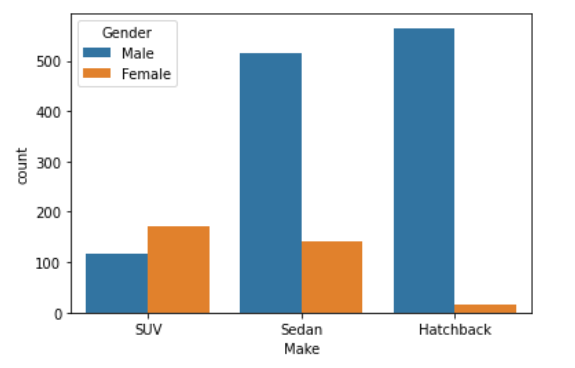 Gender
Male
Female
500
400
300
200
100
0
count
SUV Sedan Hatchback
Make